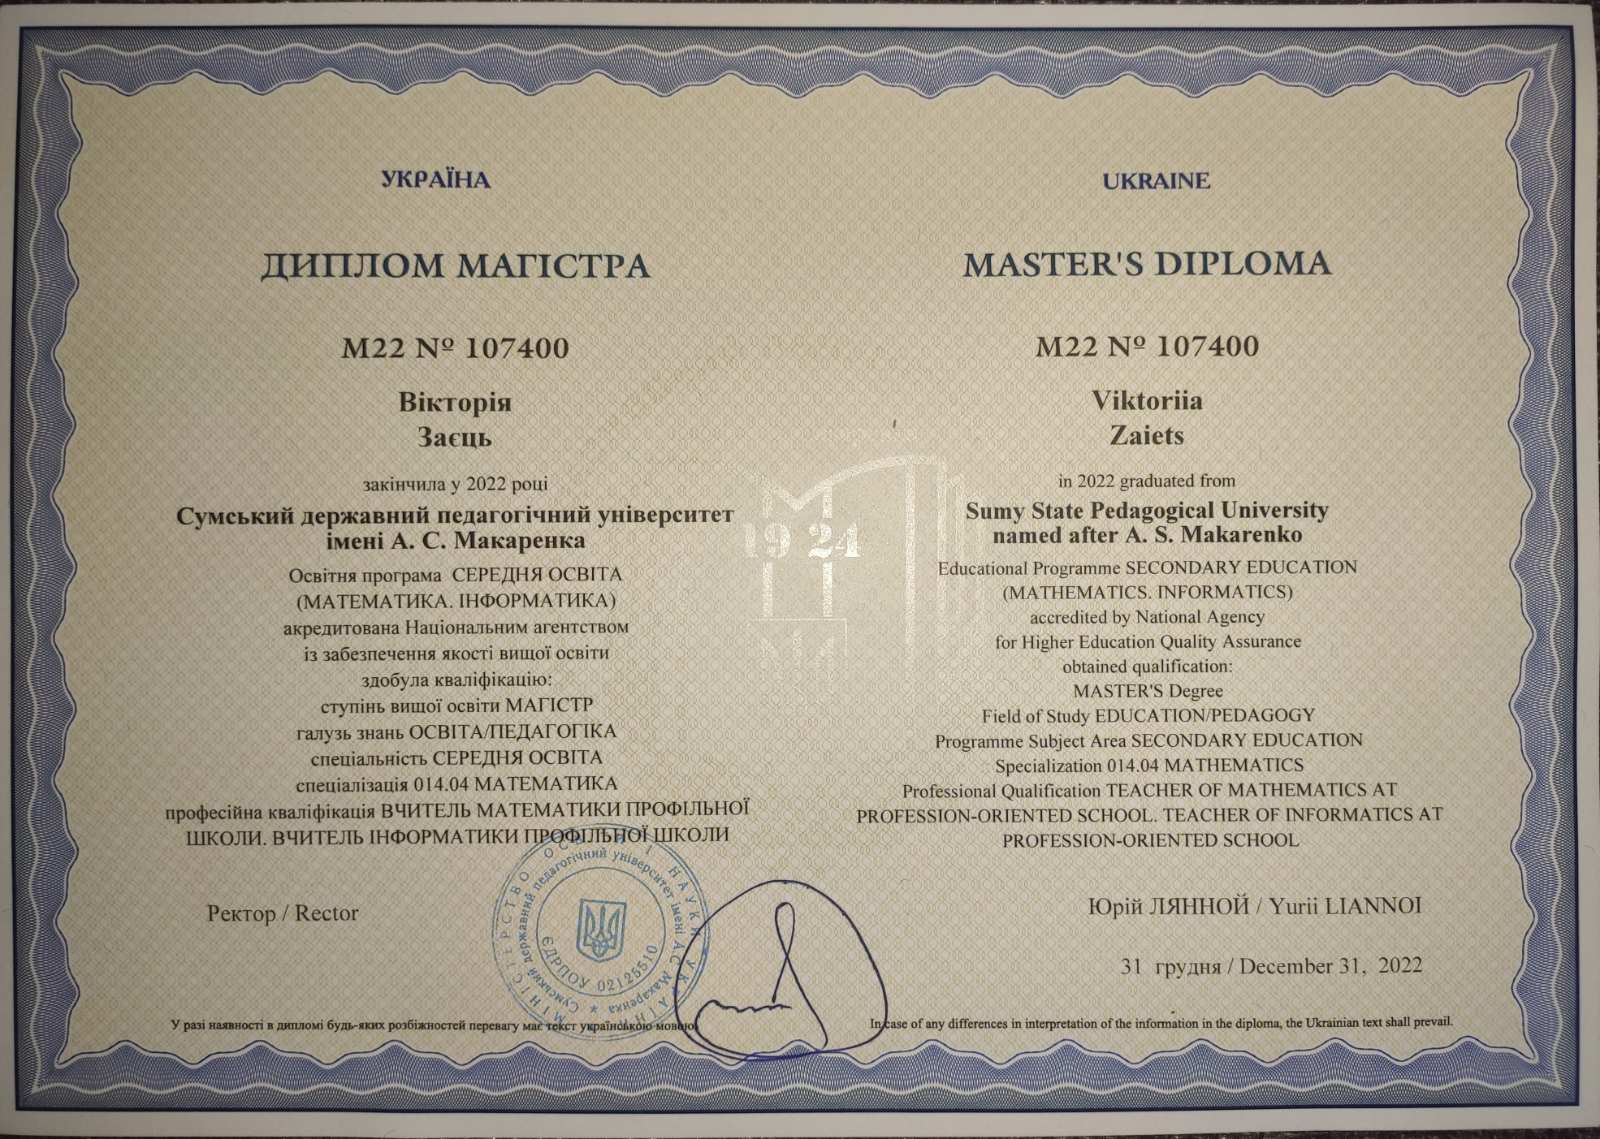 УКРАЇНА
ДИПЛОМ МАГІСТРА
М22 № 107400
Вікторія
Заєць
закінчила у 2022 році
Сумський державний педагогічний університет
імені А. С. Макаренка
Освітня програма СЕРЕДНЯ ОСВІТА
(МАТЕМАТИКА. ІНФОРМАТИКА)
акредитована Національним агентством
із забезпечення якості вищої освіти
здобула кваліфікацію:
ступінь вищої освіти МАГІСТР
галузь знань ОСВІТА/ПЕДАГОГІКА
спеціальність СЕРЕДНЯ ОСВІТА
спеціалізація 014.04 МАТЕМАТИКА
професійна кваліфікація ВЧИТЕЛЬ МАТЕМАТИКИ ПРОФІЛЬНОЇ
ШКОЛИ. ВЧИТЕЛЬ ІНФОРМАТИКИ ПРОФІЛЬНОЇ ШКОЛИ
UKRAINE
MASTER'S DIPLOMA
M22 № 107400
Viktoriia
Zaiets
in 2022 graduated from
Sumy State Pedagogical University
named after A. S. Makarenko
Educational Programme SECONDARY EDUCATION
(MATHEMATICS. INFORMATICS)
accredited by National Agency
for Higher Education Quality Assurance
obtained qualification:
MASTER'S Degree
Field of Study EDUCATION/PEDAGOGY
Programme Subject Area SECONDARY EDUCATION
Specialization 014.04 MATHEMATICS
Professional Qualification TEACHER OF MATHEMATICS AT
PROFESSION-ORIENTED SCHOOL. TEACHER OF INFORMATICS AT
PROFESSION-ORIENTED SCHOOL
1924
Ректор / Rector
Юрій ЛЯННОЙ / Yurii LIANNOI
31 грудня / December 31, 2022
МІНІСТЕРСТВО ОСВІТИ І НАУКИ * УКРАЇНИ
Сумський державний педагогічний університет імені А.С.Макаренка *
ЄДРПОУ 02125510
У разі наявності в дипломі будь-яких розбіжностей перевагу має текст українською мовою
In case of any differences in interpretation of the information in the diploma, the Ukrainian text shall prevail.